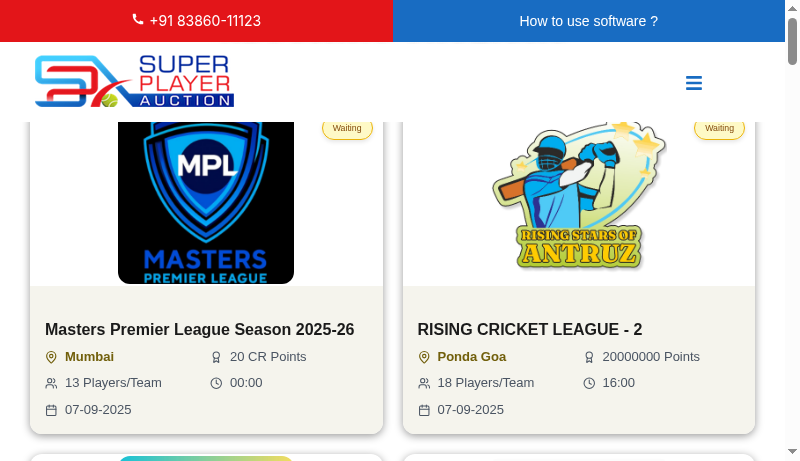 +91 83860-11123
How to use software ?
SUPER
PLAYER
AUCTION
Waiting
MPL
MASTERS
PREMIER LEAGUE
Masters Premier League Season 2025-26
Mumbai
20 CR Points
13 Players/Team
00:00
07-09-2025
Waiting
RISING STARS OF
ANTRUZ
RISING CRICKET LEAGUE - 2
Ponda Goa
20000000 Points
18 Players/Team
16:00
07-09-2025